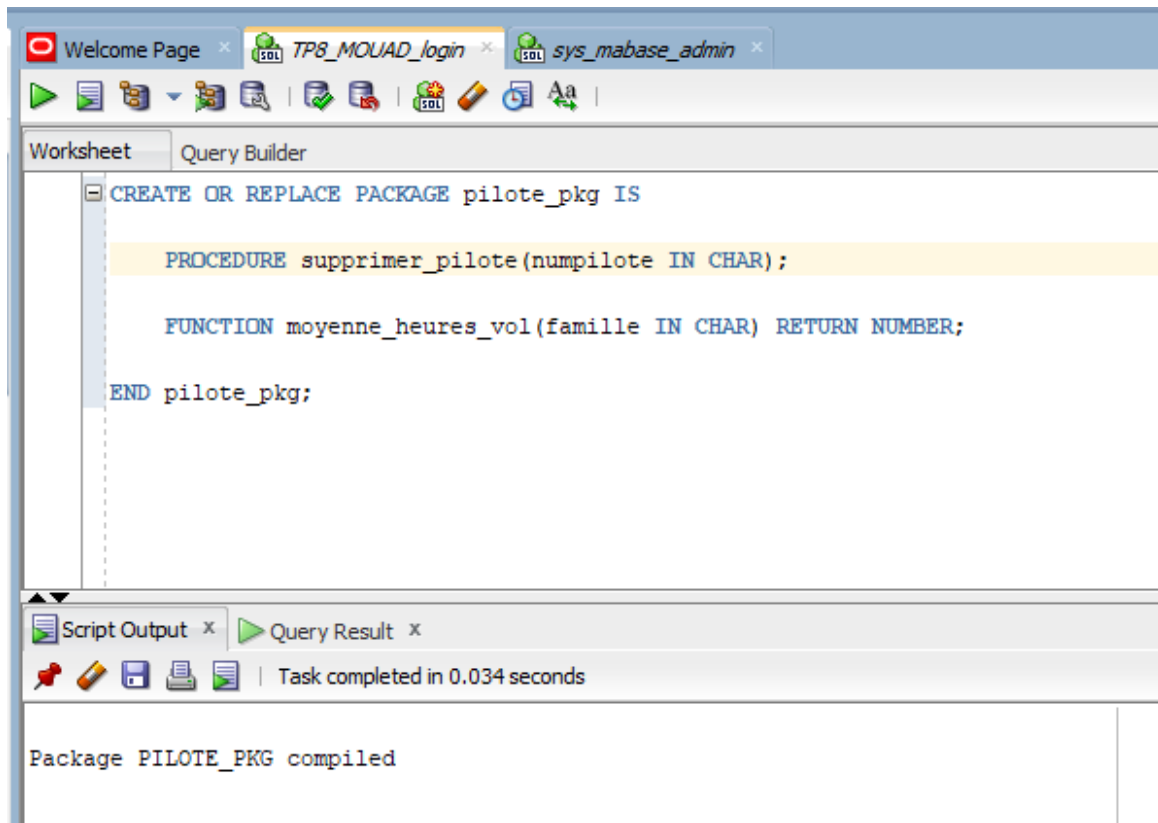 Welcome Page
TP8_MOUAD_login
sys_mabase_admin
Worksheet
Query Builder
CREATE OR REPLACE PACKAGE pilote_pkg IS
PROCEDURE supprimer_pilote(numpilote IN CHAR);
FUNCTION moyenne_heures_vol(famille IN CHAR) RETURN NUMBER;
END pilote_pkg;
Script Output x
Query Result x
Task completed in 0.034 seconds
Package PILOTE_PKG compiled